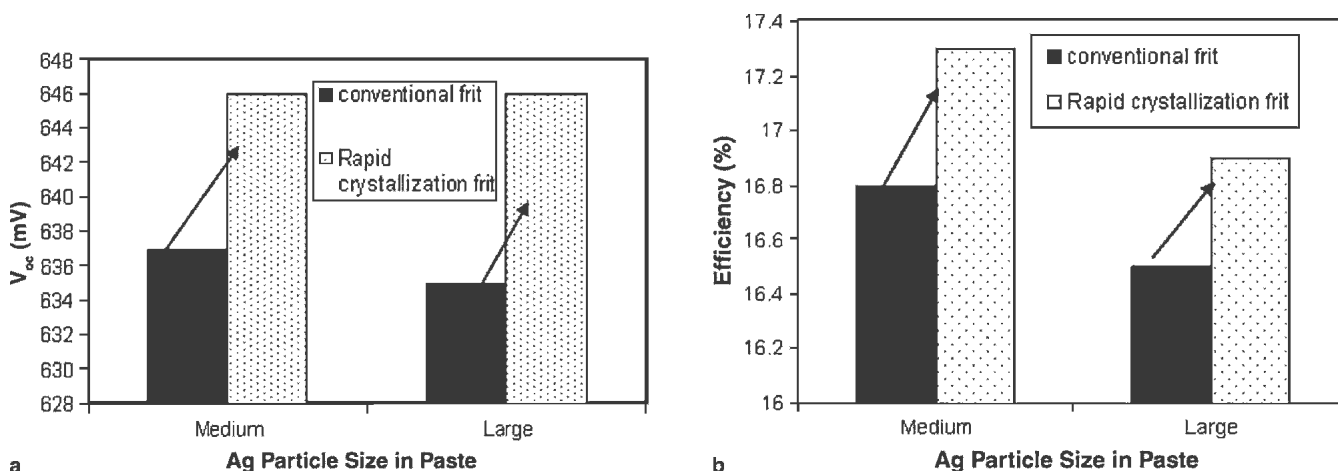 648
646
644
642
640
638
636
634
632
630
628
V_oc (mV)
conventional frit
Rapid
crystallization frit
Medium
Large
Ag Particle Size in Paste
a
17.4
17.2
17
16.8
16.6
16.4
16.2
16
Efficiency (%)
conventional frit
Rapid crystallization frit
Medium
Large
Ag Particle Size in Paste
b